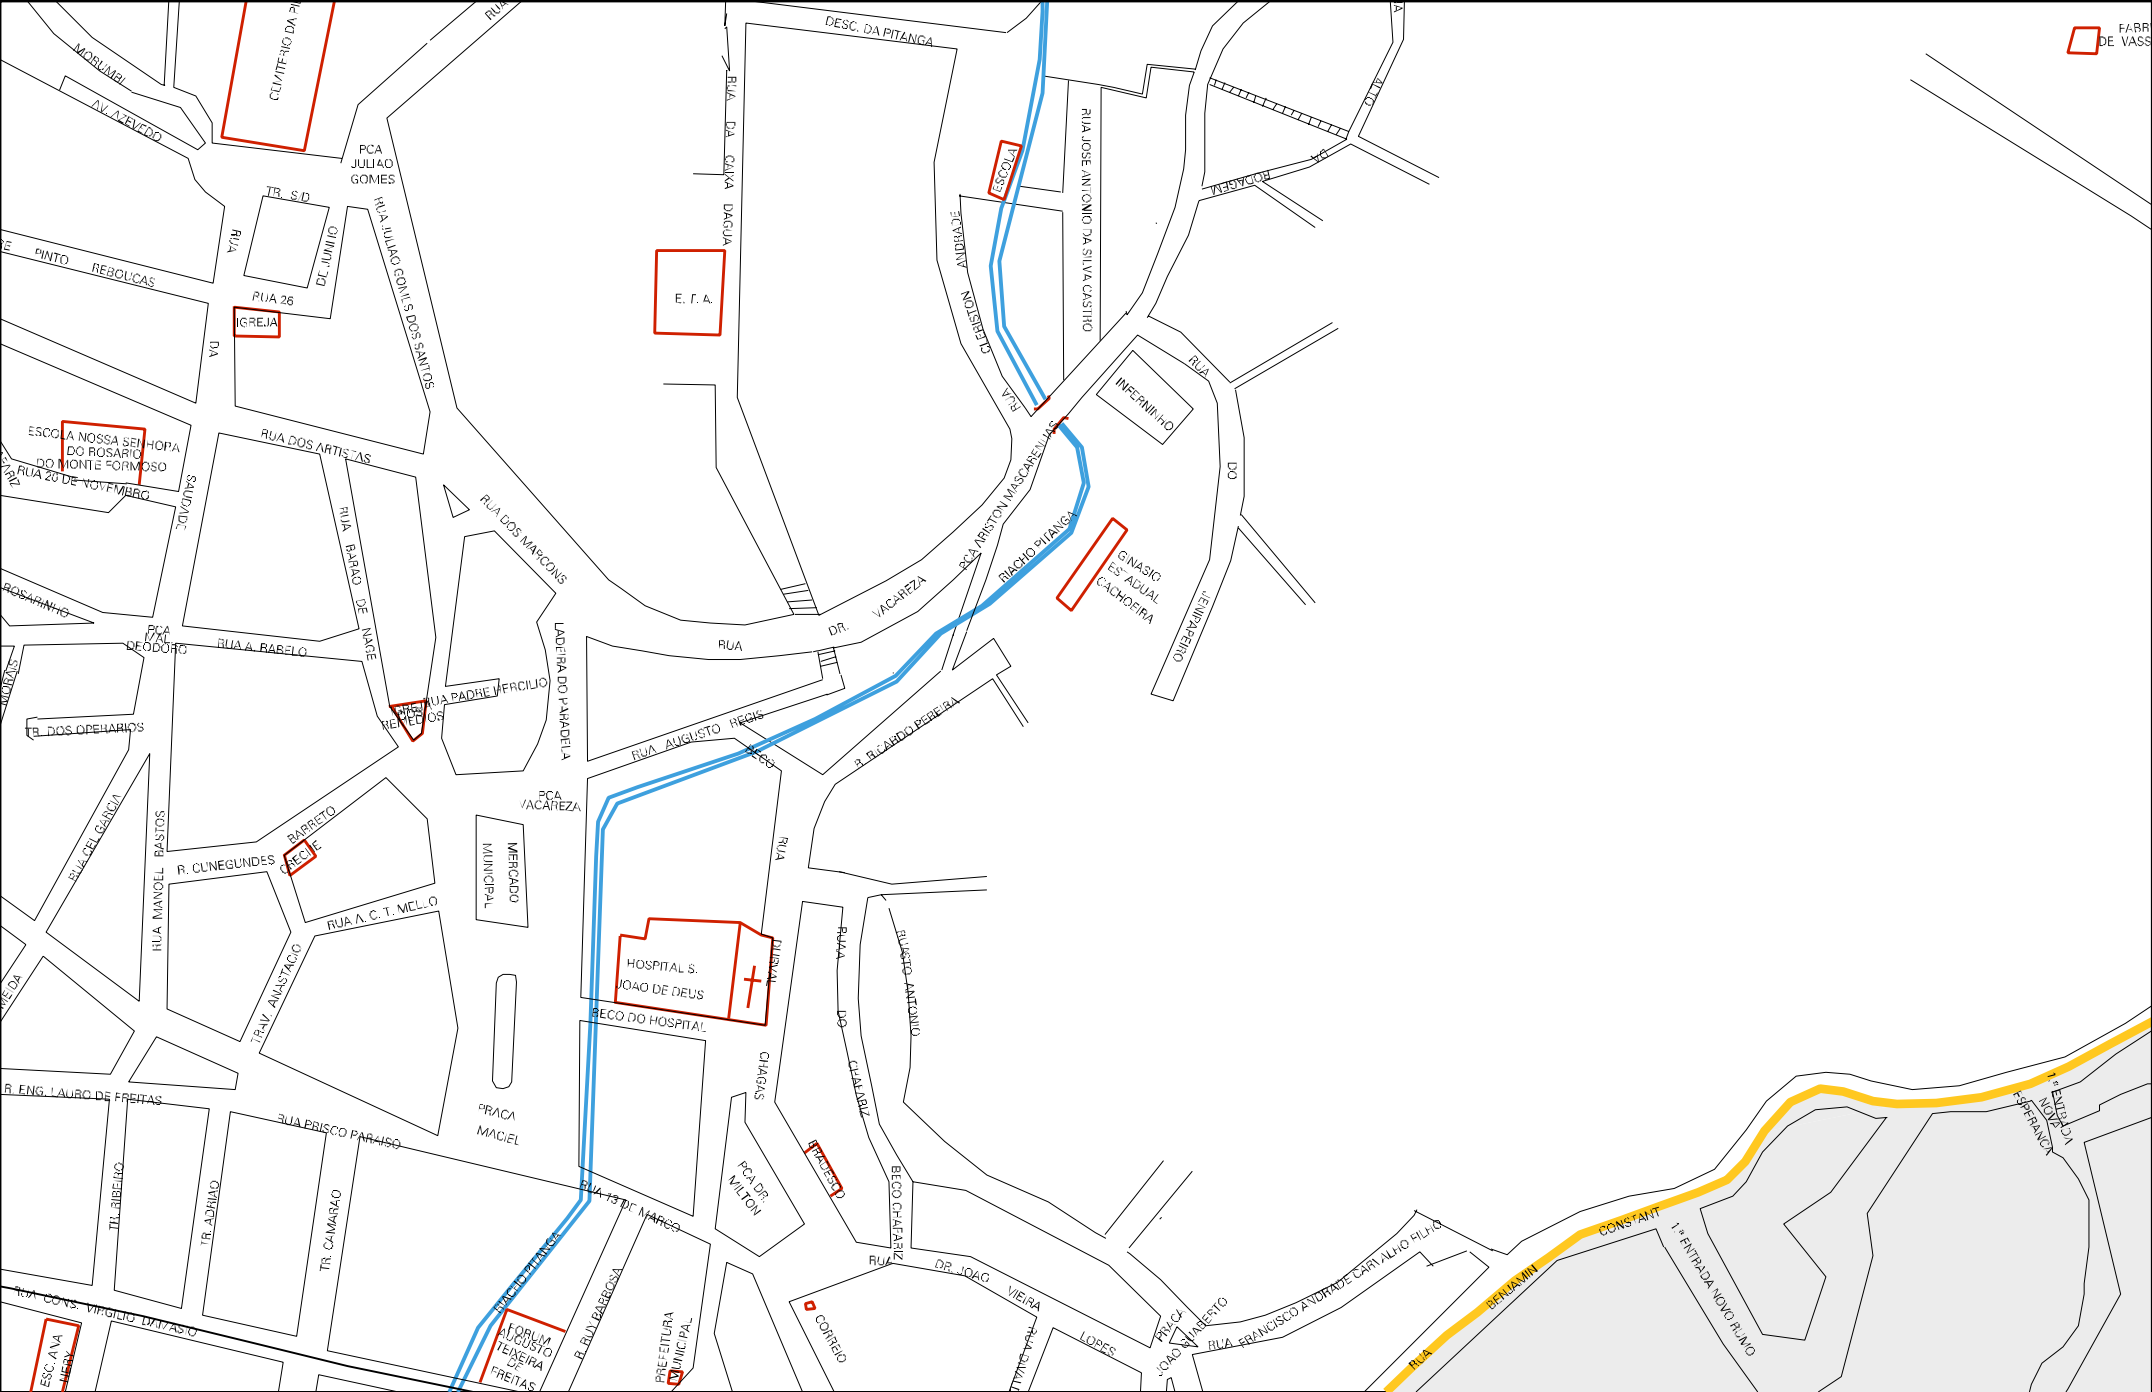 MORUMBI
AV. AZEVEDO
CEMITERIO DA
RUA
PCA
JULIAO
GOMES
DESC. DA PITANGA
RUA DA CAIXA DAGUA
ESCOLA
RUA JOSE ANTONIO DA SILVA CASTRO
ALTO
DA
RODAGEM
DE VASS
TR. S/D
RUA
DE JUNHO
RUA 26
IGREJA
DA
PINTO REBOUCAS
RUA JULIAO GOMES DOS SANTOS
E. T. A.
ANDRADE
CLERISTON
RUA
INFERNINHO
RUA
DO
JENIPAPEIRO
ESCOLA NOSSA SENHORA
DO ROSARIO
DO MONTE FORMOSO
RUA 20 DE NOVEMBRO
SAUDADE
RUA DOS ARTISTAS
RUA BARAO DE NAGE
RUA DOS MARCONS
PCA ARISTON MASCARENHAS
RIACHO PITANGA
GINASIO
ESTADUAL
CACHOEIRA
ROSARINHO
PCA
MAL.
DEODORO
RUA A. RABELO
MORAIS
TR. DOS OPERARIOS
RUA PADRE HERCILIO
REMEDIOS
LADEIRA DO PARADELA
RUA DR. VACAREZA
RUA AUGUSTO REGIS
BECO
R. RICARDO PEREIRA
PCA
VACAREZA
RUA CEL GARCIA
RUA MANOEL BASTOS
R. CUNEGUNDES BARRETO
CRECHE
RUA A. C. T. MELLO
TRAV. ANASTACIO
MERCADO
MUNICIPAL
RUA
DURVAL
CHAGAS
HOSPITAL S.
JOAO DE DEUS
BECO DO HOSPITAL
RUA DO CHAFARIZ
ANTONIO
R. ENG. LAURO DE FREITAS
RUA PRISCO PARAISO
PRACA
MACIEL
TR. RIBEIRO
TR. ADRIAO
TR. CAMARAO
RUA 13 DE MARCO
PCA DR.
MILTON
BRADESCO
BECO CHAFARIZ
RIACHO PITANGA
RUA CONS. VIRGILIO DAMASIO
ESC. ANA
NERY
FORUM
AUGUSTO
TEIXEIRA
DE
FREITAS
R. RUY BARBOSA
PREFEITURA
MUNICIPAL
CORREIO
RUA DR. JOAO VIEIRA LOPES
PRACA
JOAO GUALBERTO
RUA FRANCISCO ANDRADE CARVALHO FILHO
RUA BENJAMIN CONSTANT
1ª ENTRADA NOVO RUMO
1ª ENTRADA
NOVA
ESPERANCA